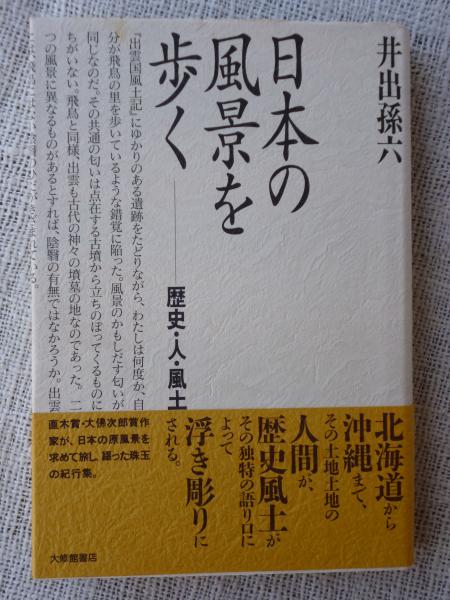 井出孫六
日本の
風景を
歩く
歴史・人・風土
『出雲国風土記』にゆかりのある遺跡をたどりながら、わたしは何度か、自
分が飛鳥の里を歩いているような錯覚に陥った。風景のかもしだす匂いが
同じなのだ。その共通の匂いは点在する古墳から立ちのぼってくるものに
ちがいない。飛鳥と同様、出雲も古代の神々の墳墓の地なのであった。二
つの風景に異なるものがあるとすれば、陰翳の有無ではなかろうか。出雲
北海道から
沖縄まで、
その土地土地の
人間が、
歴史風土が
その独特の語り口に
よって
浮き彫りに
される。
直木賞・大佛次郎賞作
家が、日本の原風景を
求めて旅し、綴った珠玉
の紀行集。
大修館書店